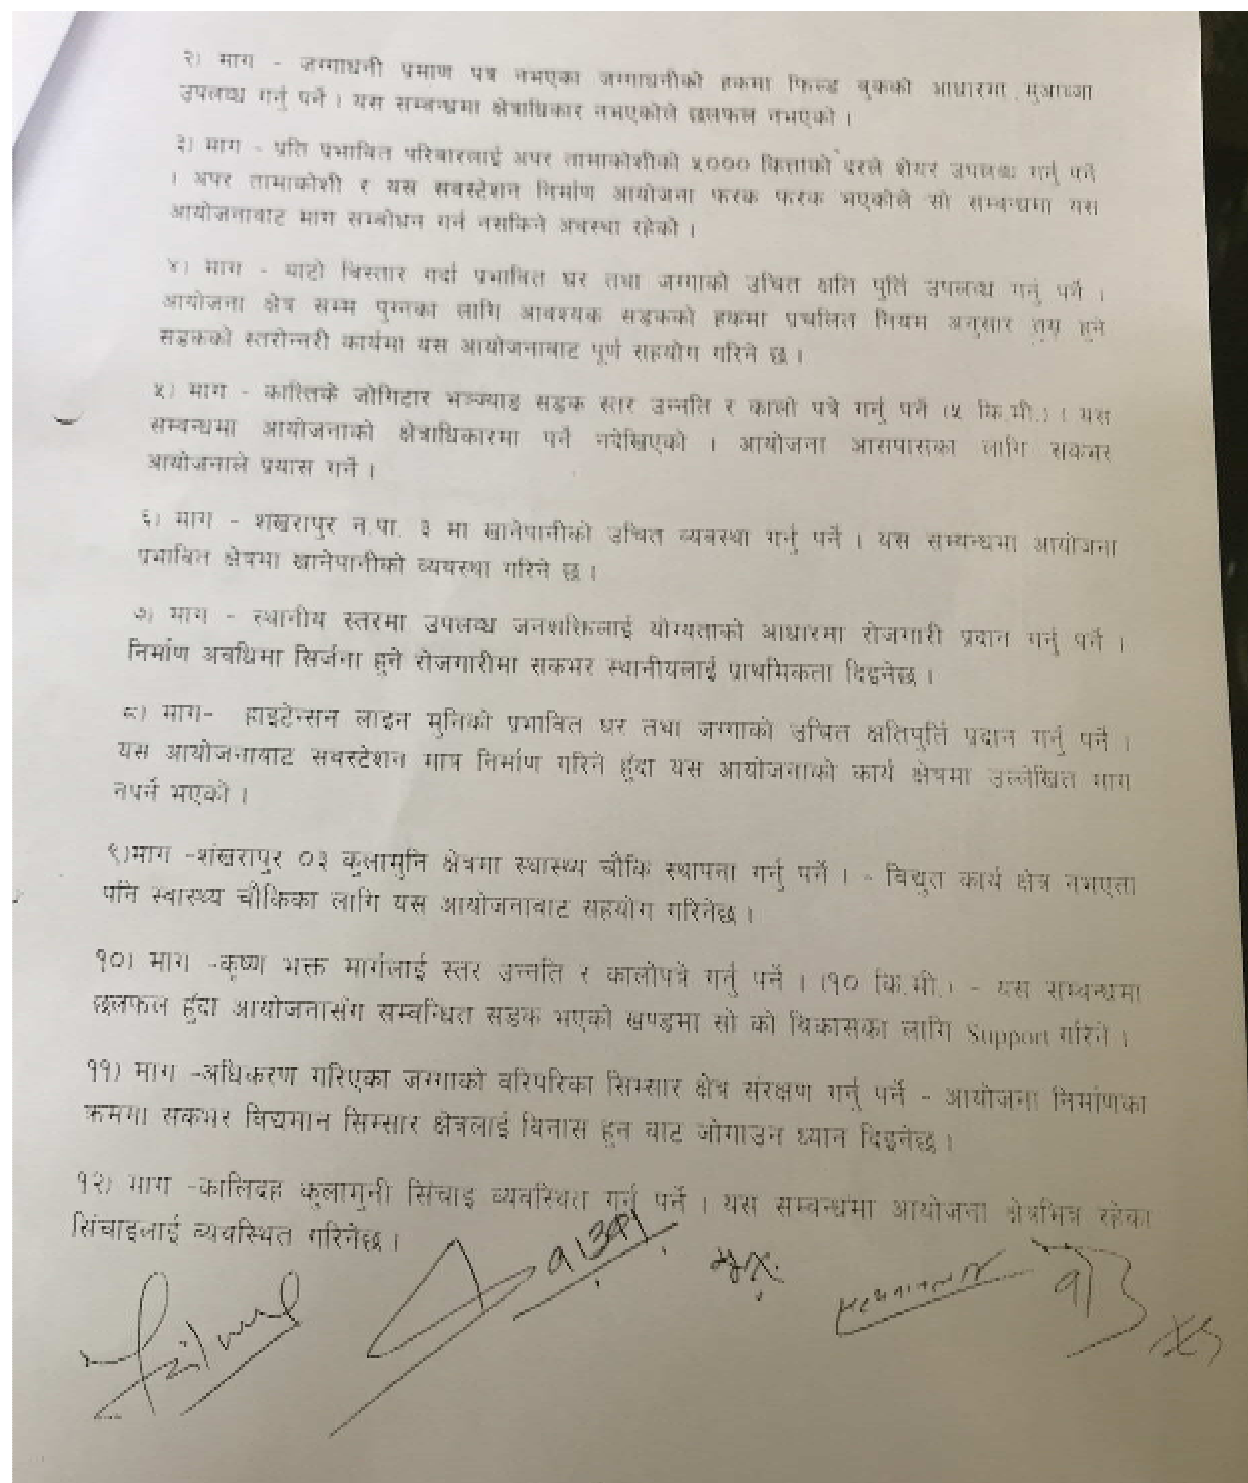 २) माग - जग्गाधनी प्रमाण पत्र नभएका जग्गाधनीको हकमा फिल्ड बुकको आधारमा मुआब्जा
उपलब्ध गर्नु पर्ने । यस सम्बन्धमा क्षेत्राधिकार नभएकोले छलफल नभएको ।
३) माग - प्रति प्रभावित परिवारलाई अपर तामाकोशीको ५००० कित्ताको दरले शेयर उपलब्ध गर्नु पर्ने
। अपर तामाकोशी र यस सबस्टेशन निर्माण आयोजना फरक फरक भएकोले सो सम्बन्धमा यस
आयोजनाबाट माग सम्बोधन गर्न नसकिने अवस्था रहेको ।
४) माग - बाटो बिस्तार गर्दा प्रभावित घर तथा जग्गाको उचित क्षति पुर्ति उपलब्ध गर्नु पर्ने ।
आयोजना क्षेत्र सम्म पुग्नका लागि आवश्यक सडकको हकमा प्रचलित नियम अनुसार तय हुने
सडकको स्तरोन्नरी कार्यमा यस आयोजनाबाट पूर्ण सहयोग गरिने छ ।
५) माग - कात्तिके जोगिटार भञ्ज्याङ सडक स्तर उन्नति र कालो पत्रे गर्नु पर्ने (५ कि.मी.) । यस
सम्बन्धमा आयोजनाको क्षेत्राधिकारमा पर्ने नदेखिएको । आयोजना आसपासका लागि सकभर
आयोजनाले प्रयास गर्ने ।
६) माग - शंखरापुर न.पा. ३ मा खानेपानीको उचित व्यवस्था गर्नु पर्ने । यस सम्बन्धमा आयोजना
प्रभावित क्षेत्रमा खानेपानीको व्यवस्था गरिने छ ।
७) माग - स्थानीय स्तरमा उपलब्ध जनशक्तिलाई योग्यताको आधारमा रोजगारी प्रदान गर्नु पर्ने ।
निर्माण अवधिमा सिर्जना हुने रोजगारीमा सकभर स्थानीयलाई प्राथमिकता दिइनेछ ।
८) माग- हाइटेन्सन लाइन मुनिको प्रभावित घर तथा जग्गाको उचित क्षतिपुर्ति प्रदान गर्नु पर्ने ।
यस आयोजनाबाट सबस्टेशन मात्र निर्माण गरिने हुँदा यस आयोजनाको कार्य क्षेत्रमा उल्लेखित माग
नपर्ने भएको ।
९)माग -शंखरापुर ०३ कुलामुनि क्षेत्रमा स्वास्थ्य चौकि स्थापना गर्नु पर्ने । - विद्युत कार्य क्षेत्र नभएता
पनि स्वास्थ्य चौकिका लागि यस आयोजनाबाट सहयोग गरिनेछ ।
१०) माग -कृष्ण भक्त मार्गलाई स्तर उन्नति र कालोपत्रे गर्नु पर्ने । (१० कि.मी.) - यस सम्बन्धमा
छलफल हुँदा आयोजनासंग सम्बन्धित सडक भएको खण्डमा सो को विकासका लागि Support गरिने ।
११) माग -अधिकरण गरिएका जग्गाको वरिपरिका सिम्सार क्षेत्र संरक्षण गर्नु पर्ने - आयोजना निर्माणका
क्रममा सकभर विद्यमान सिम्सार क्षेत्रलाई विनास हुन बाट जोगाउन ध्यान दिइनेछ ।
१२) माग -कालिदह कुलामुनी सिंचाइ व्यवस्थित गर्नु पर्ने । यस सम्बन्धमा आयोजना क्षेत्रभित्र रहेका
सिंचाइलाई व्यवस्थित गरिनेछ ।